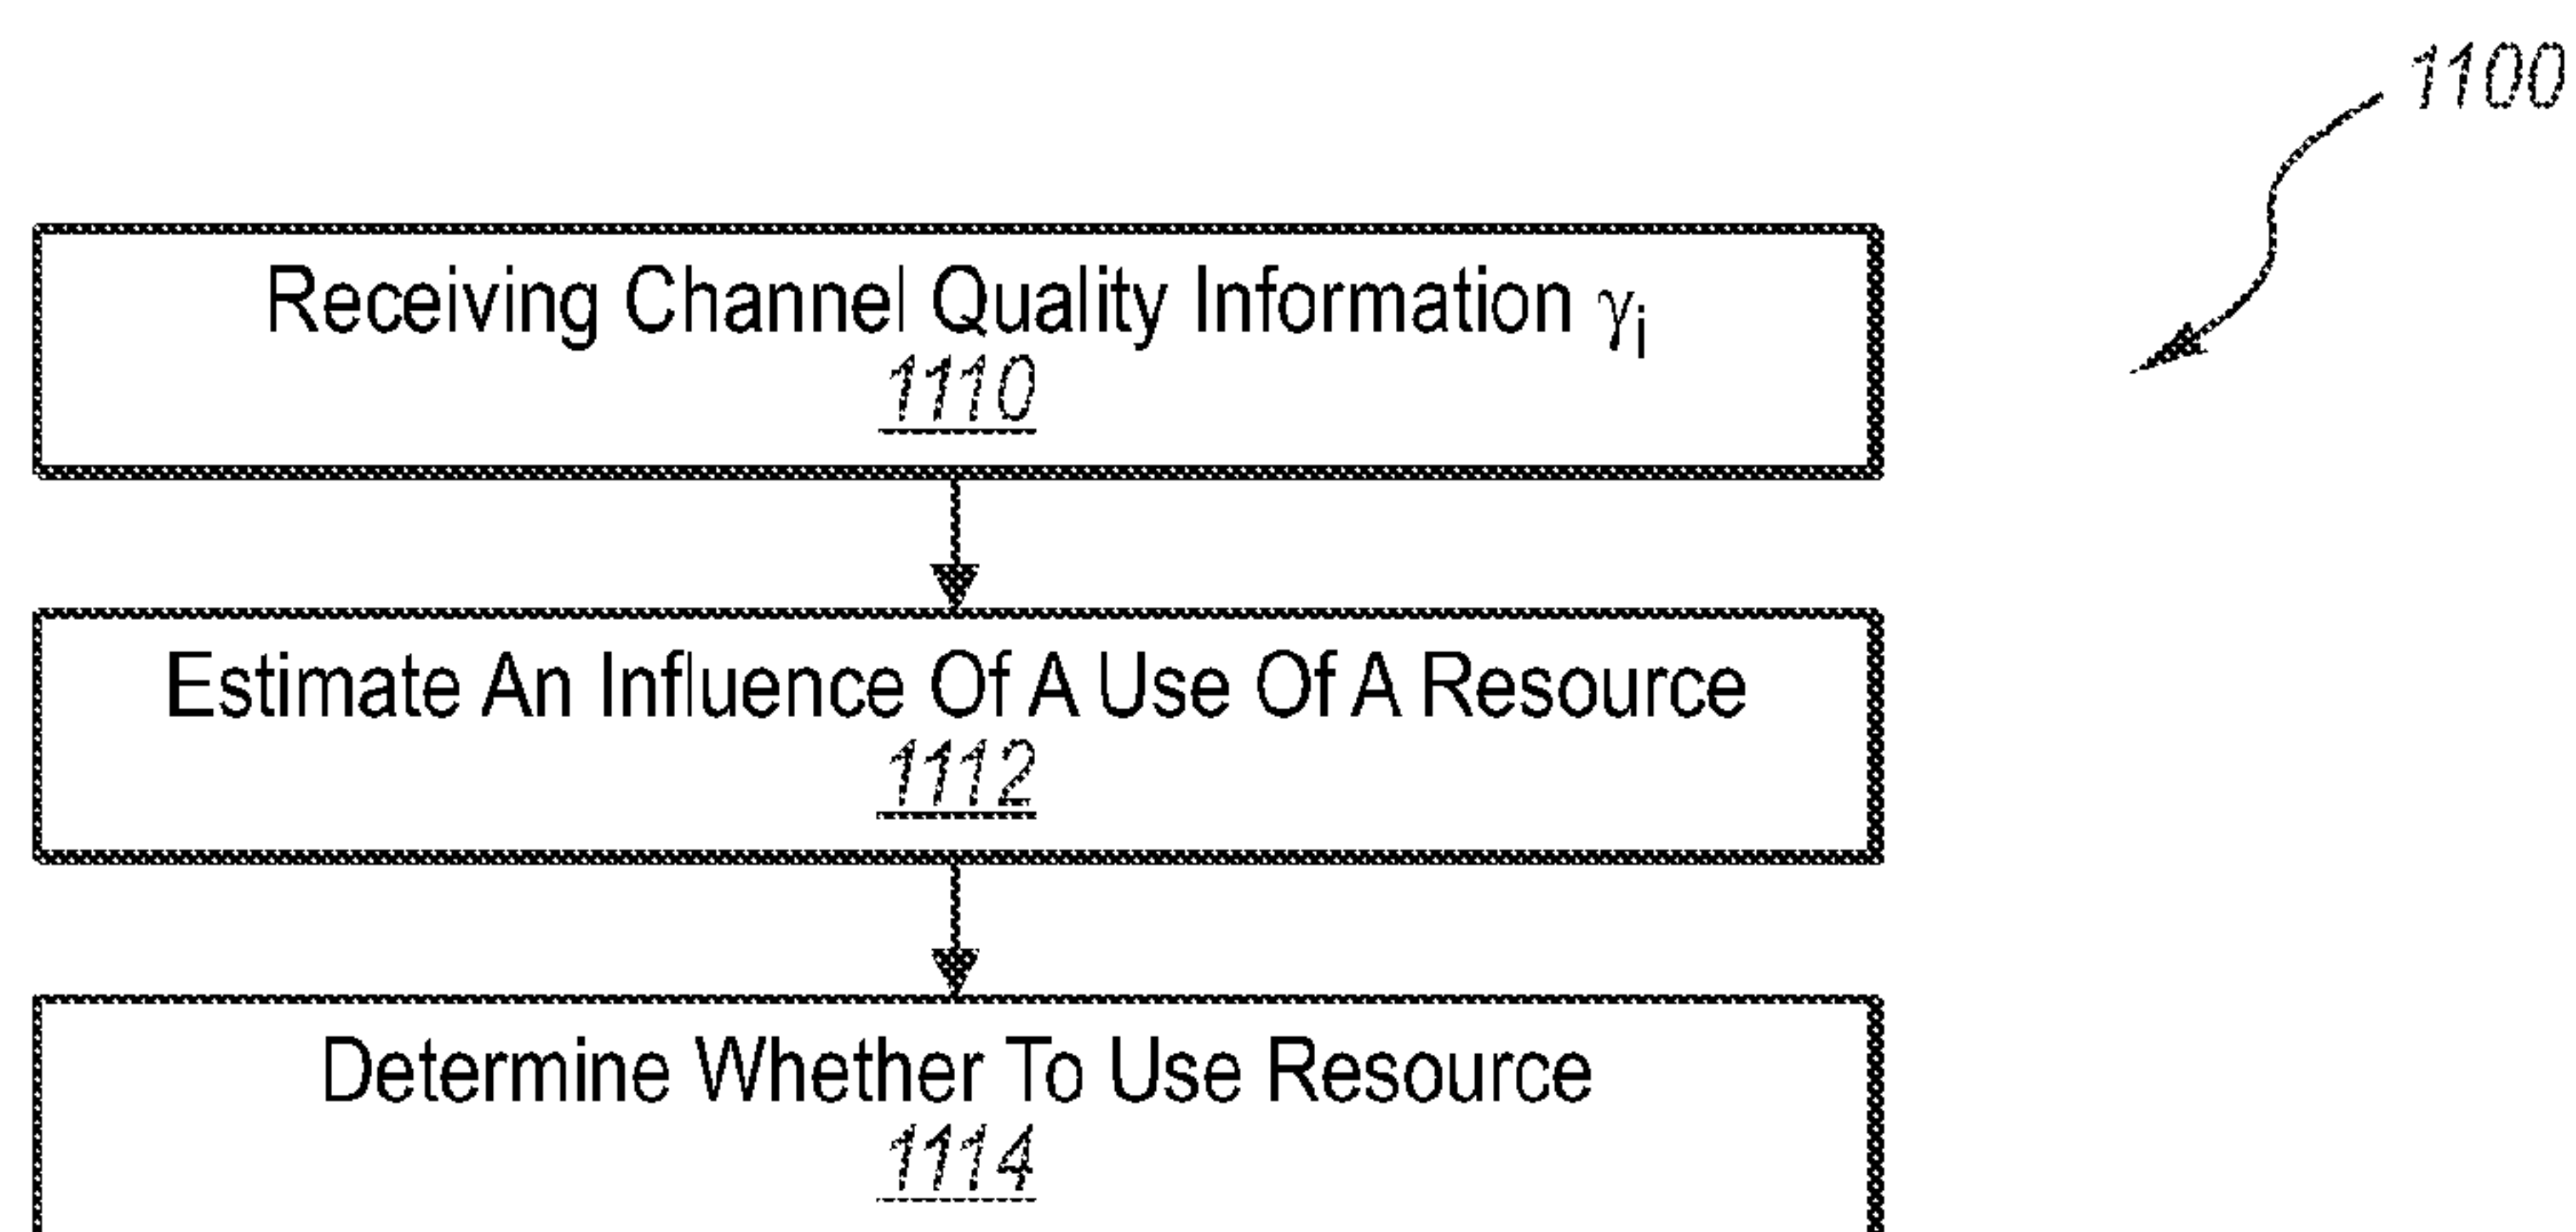 1100
Receiving Channel Quality Information γi
1110
Estimate An Influence Of A Use Of A Resource
1112
Determine Whether To Use Resource
1114